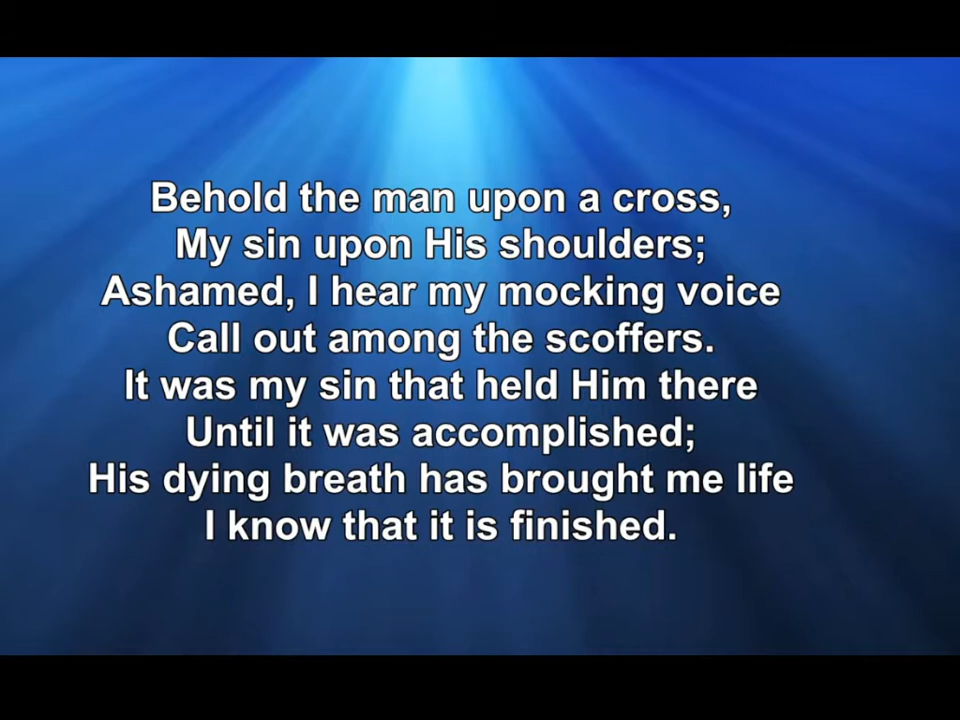 Behold the man upon a cross,
My sin upon His shoulders;
Ashamed, I hear my mocking voice
Call out among the scoffers.
It was my sin that held Him there
Until it was accomplished;
His dying breath has brought me life
I know that it is finished.